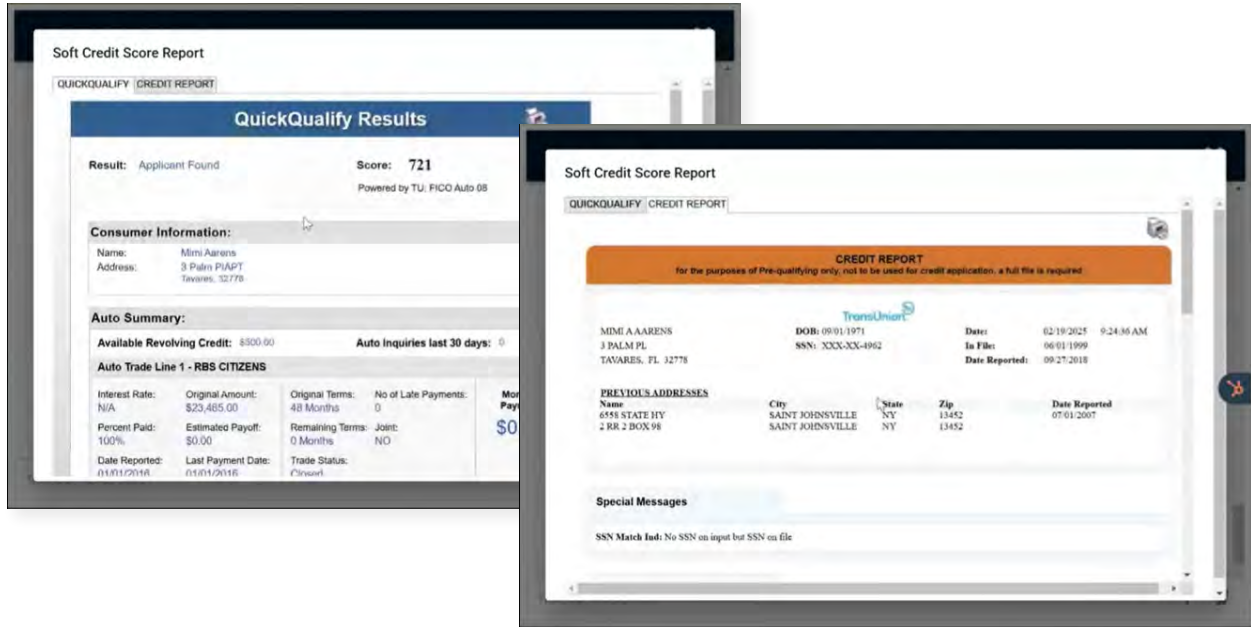 Soft Credit Score Report
QUICKQUALIFY CREDIT REPORT
QuickQualify Results
Result: Applicant Found Score: 721
Powered by TU: FICO Auto 08
Consumer Information:
Name: Mimi Aarens
Address: 3 Palm PlAPT
Tavares, 32778
Auto Summary:
Available Revolving Credit: $500.00 Auto Inquiries last 30 days: 0
Auto Trade Line 1 - RBS CITIZENS
Interest Rate: Original Amount: Original Terms: No of Late Payments: Mon
N/A $23,485.00 48 Months 0 Payn
Percent Paid: Estimated Payoff: Remaining Terms: Joint: $0
100% $0.00 0 Months NO
Date Reported: Last Payment Date: Trade Status:
01/01/2016 01/01/2016 Closed
Soft Credit Score Report
QUICKQUALIFY CREDIT REPORT
CREDIT REPORT
for the purposes of Pre-qualifying only, not to be used for credit application, a full file is required
TransUnion
MIMI A AARENS DOB: 09/01/1971 Date: 02/19/2025 9:24:36 AM
3 PALM PL SSN: XXX-XX-4962 In File: 06/01/1999
TAVARES, FL 32778 Date Reported: 09/27/2018
PREVIOUS ADDRESSES
Name City State Zip Date Reported
6558 STATE HY SAINT JOHNSVILLE NY 13452 07/01/2007
2 RR 2 BOX 98 SAINT JOHNSVILLE NY 13452
Special Messages
SSN Match Ind: No SSN on input but SSN on file